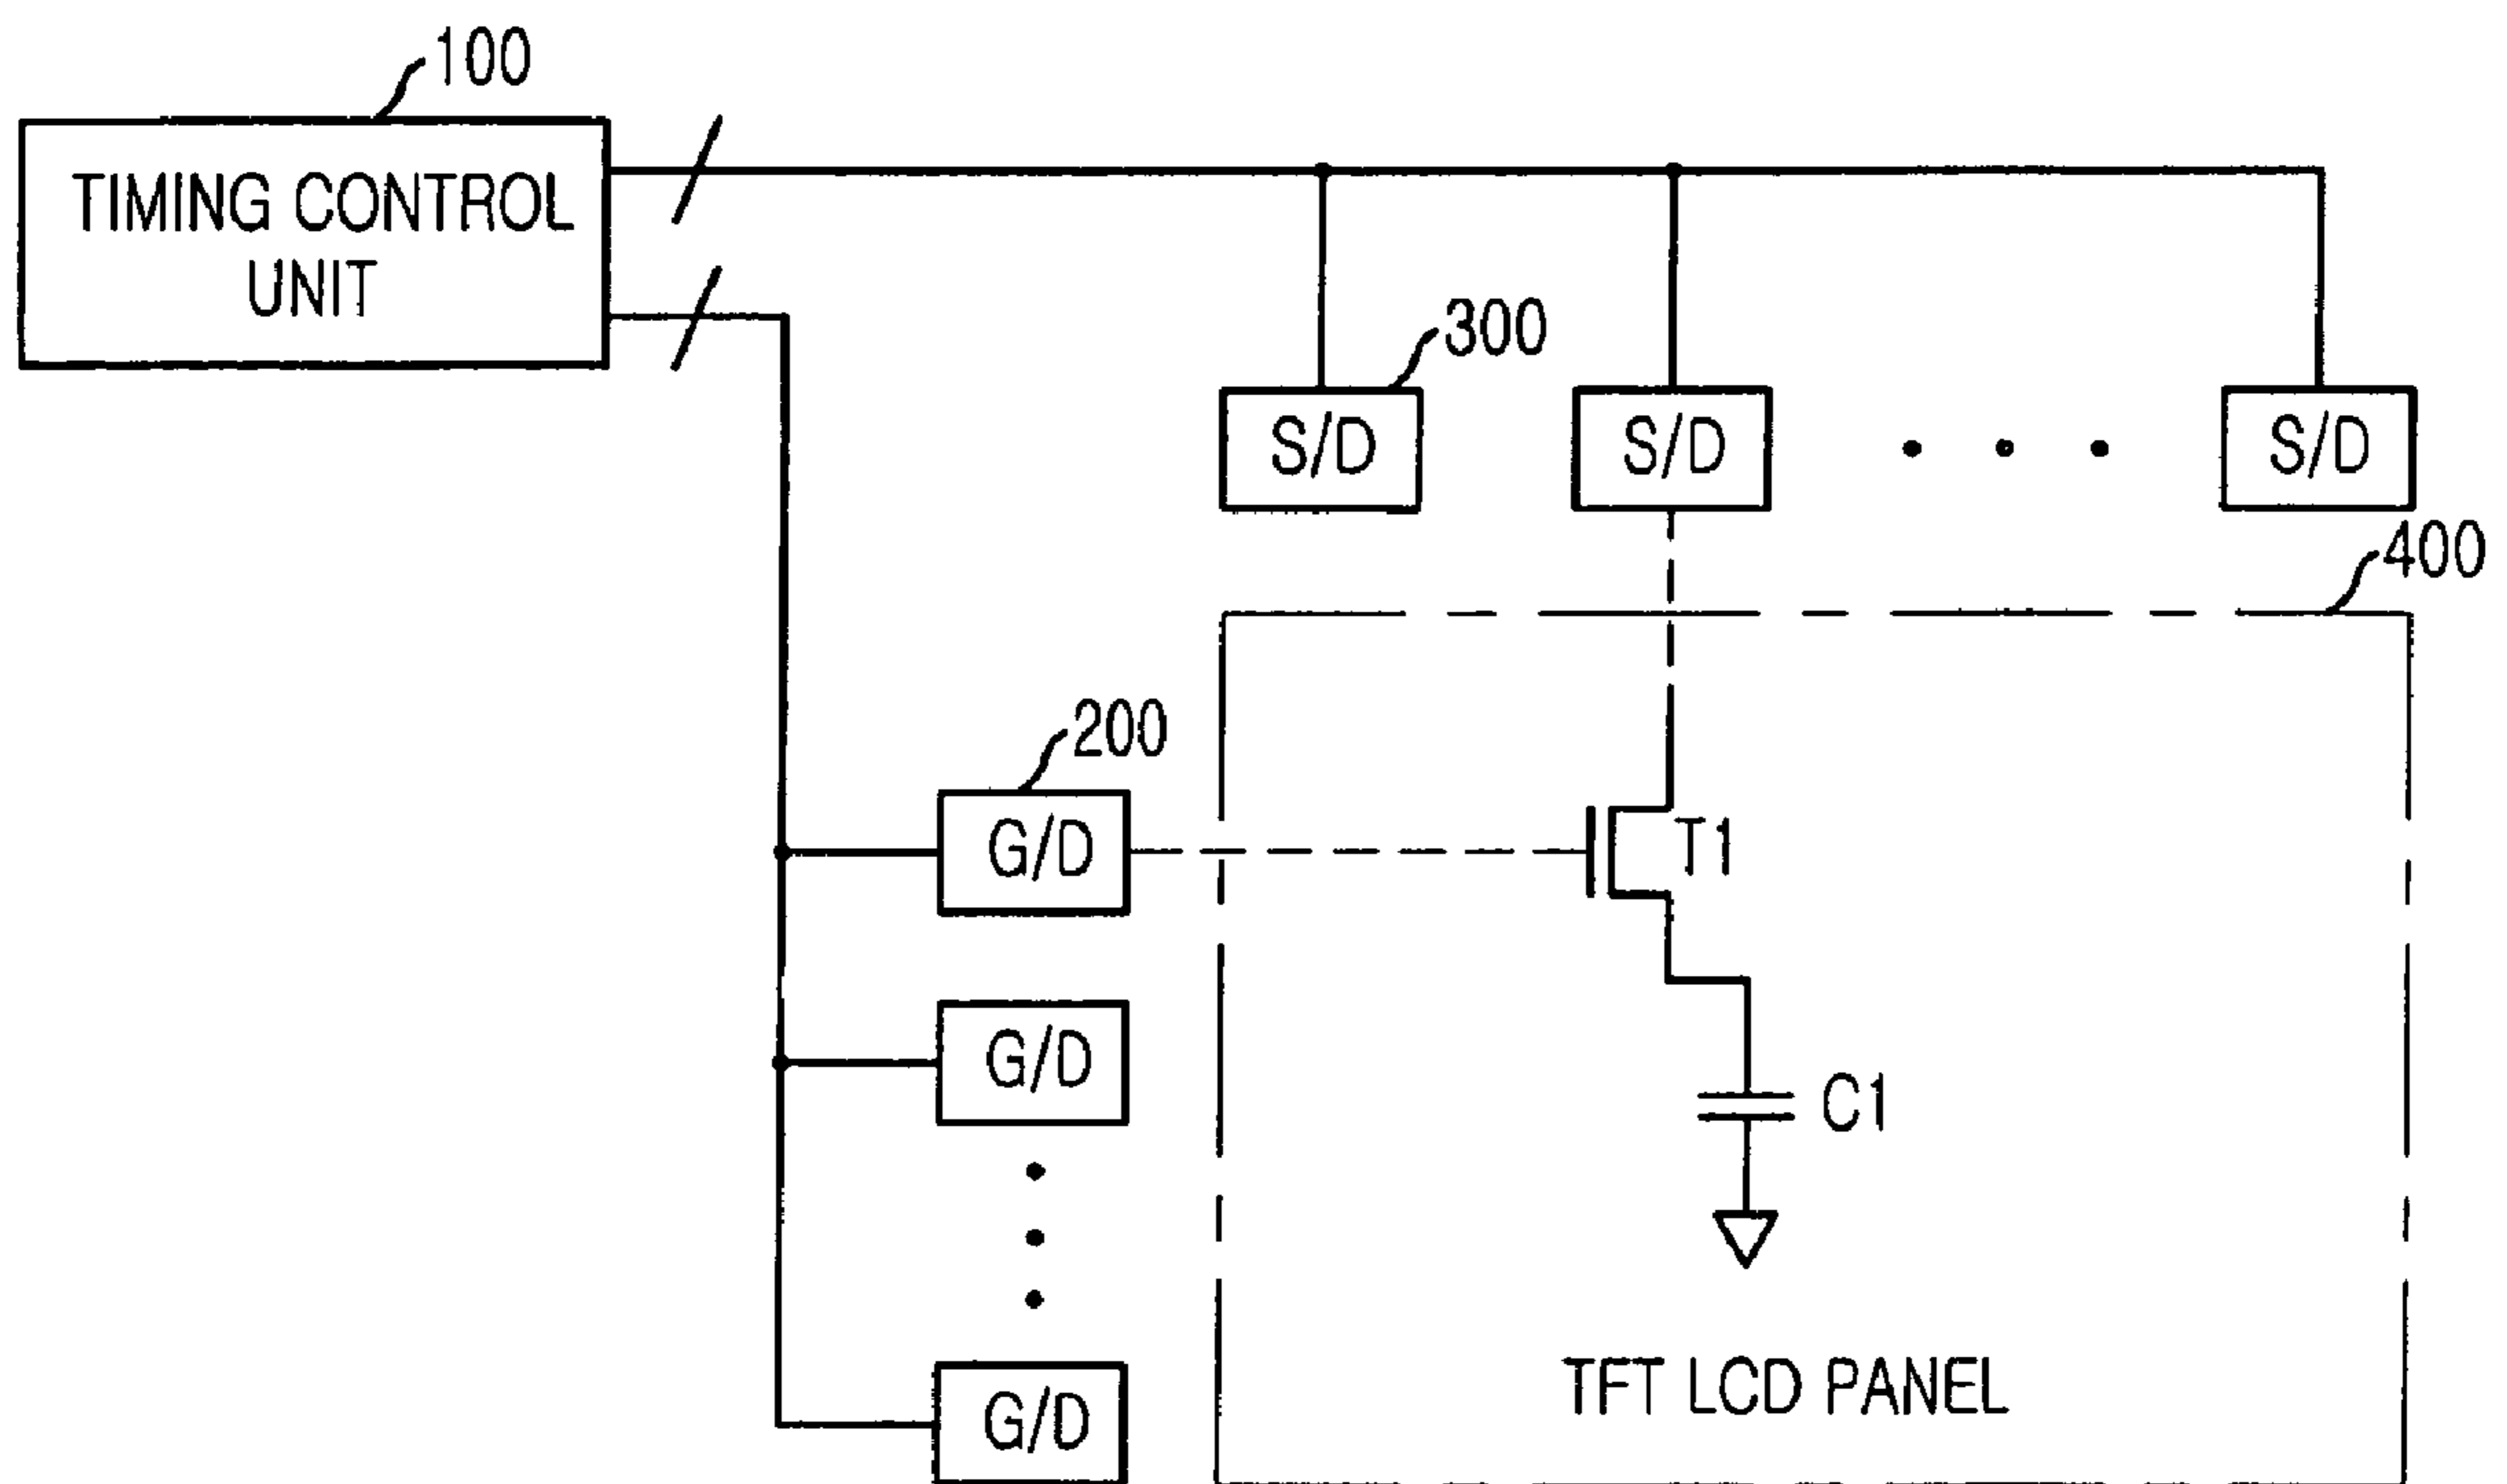 100
TIMING CONTROL
UNIT
300
S/D
S/D
S/D
400
200
G/D
T1
G/D
C1
G/D
TFT LCD PANEL